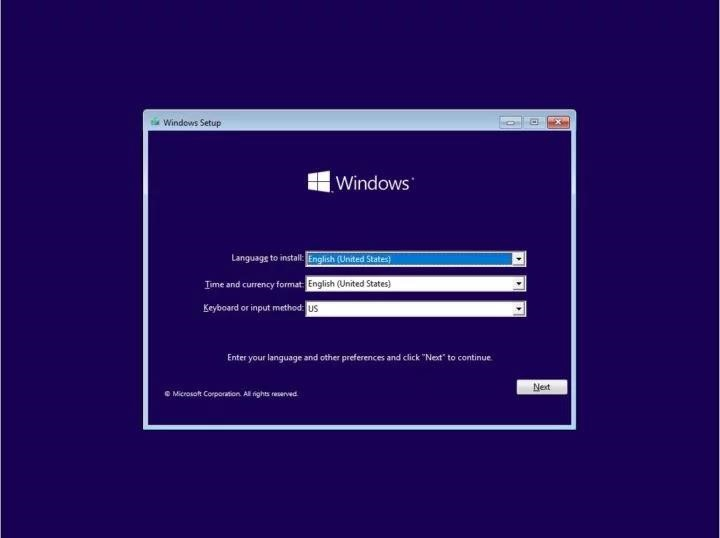 Windows Setup
Windows
Language to install: English (United States)
Time and currency format: English (United States)
Keyboard or input method: US
Enter your language and other preferences and click "Next" to continue.
Next
© Microsoft Corporation. All rights reserved.